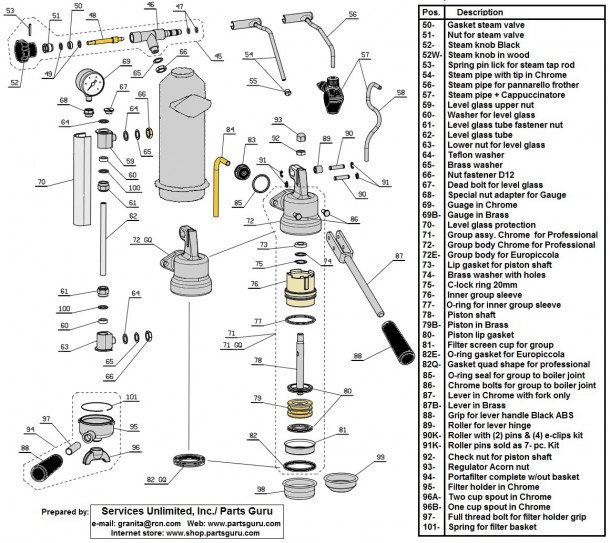 53
51
50
48
46
47
52
49
65
66
45
69
68
67
66
64
64
65
59
60
100
61
70
62
61
100
60
63
64
65
66
54
55
56
57
58
84
83
85
91
93
92
89
90
91
90
86
72
72 GQ
73
74
75
76
77
71
71 GQ
78
79
80
81
82
82 GQ
87
88
101
97
94
88
95
96
98
99
Pos. Description
50- Gasket steam valve
51- Nut for steam valve
52- Steam knob Black
52W- Steam knob in wood
53- Spring pin lick for steam tap rod
54- Steam pipe with tip in Chrome
56- Steam pipe for pannarello frother
57- Steam pipe + Cappuccinatore
59- Level glass upper nut
60- Washer for level glass
61- Level glass tube fastener nut
62- Level glass tube
63- Lower nut for level glass
64- Teflon washer
65- Brass washer
66- Nut fastener D12
67- Dead bolt for level glass
68- Special nut adapter for Gauge
69- Guage in Chrome
69B- Gauge in Brass
70- Level glass protection
71- Group assy. Chrome for Professional
72- Group body Chrome for Professional
72E- Group body for Europiccola
73- Lip gasket for piston shaft
74- Brass washer with holes
75- C-lock ring 20mm
76- Inner group sleeve
77- O-ring for inner group sleeve
78- Piston shaft
79B- Piston in Brass
80- Piston lip gasket
81- Filter screen cup for group
82E- O-ring gasket for Europiccola
82Q- Gasket quad shape for professional
85- O-ring seal for group to boiler joint
86- Chrome bolts for group to boiler joint
87- Lever in Chrome with fork only
87B- Lever in Brass
88- Grip for lever handle Black ABS
89- Roller for lever hinge
90K- Roller with (2) pins & (4) e-clips kit
91K- Roller pins sold as 7- pc. Kit
92- Check nut for piston shaft
93- Regulator Acorn nut
94- Portafilter complete w/out basket
95- Filter holder in Chrome
96A- Two cup spout in Chrome
96B- One cup spout in Chrome
97- Full thread bolt for filter holder grip
101- Spring for filter basket
Prepared by:
Services Unlimited, Inc./ Parts Guru
e-mail: granita@rcn.com Web: www.partsguru.com
Internet store: www.shop.partsguru.com